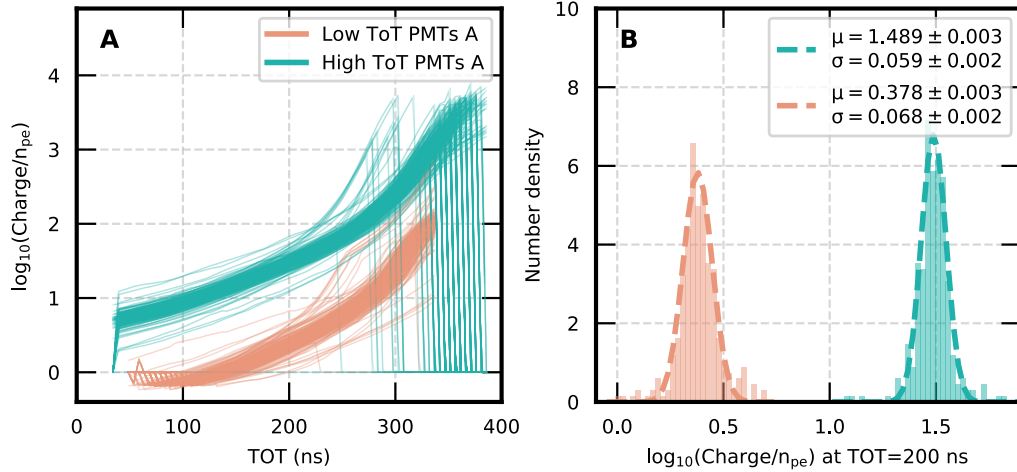 A
Low ToT PMTs A
High ToT PMTs A
4
3
2
1
0
log₁₀(Charge/nₚₑ)
0
100
200
300
400
TOT (ns)
B
μ = 1.489 ± 0.003
σ = 0.059 ± 0.002
μ = 0.378 ± 0.003
σ = 0.068 ± 0.002
10
8
6
4
2
0
Number density
0.0
0.5
1.0
1.5
log₁₀(Charge/nₚₑ) at TOT=200 ns